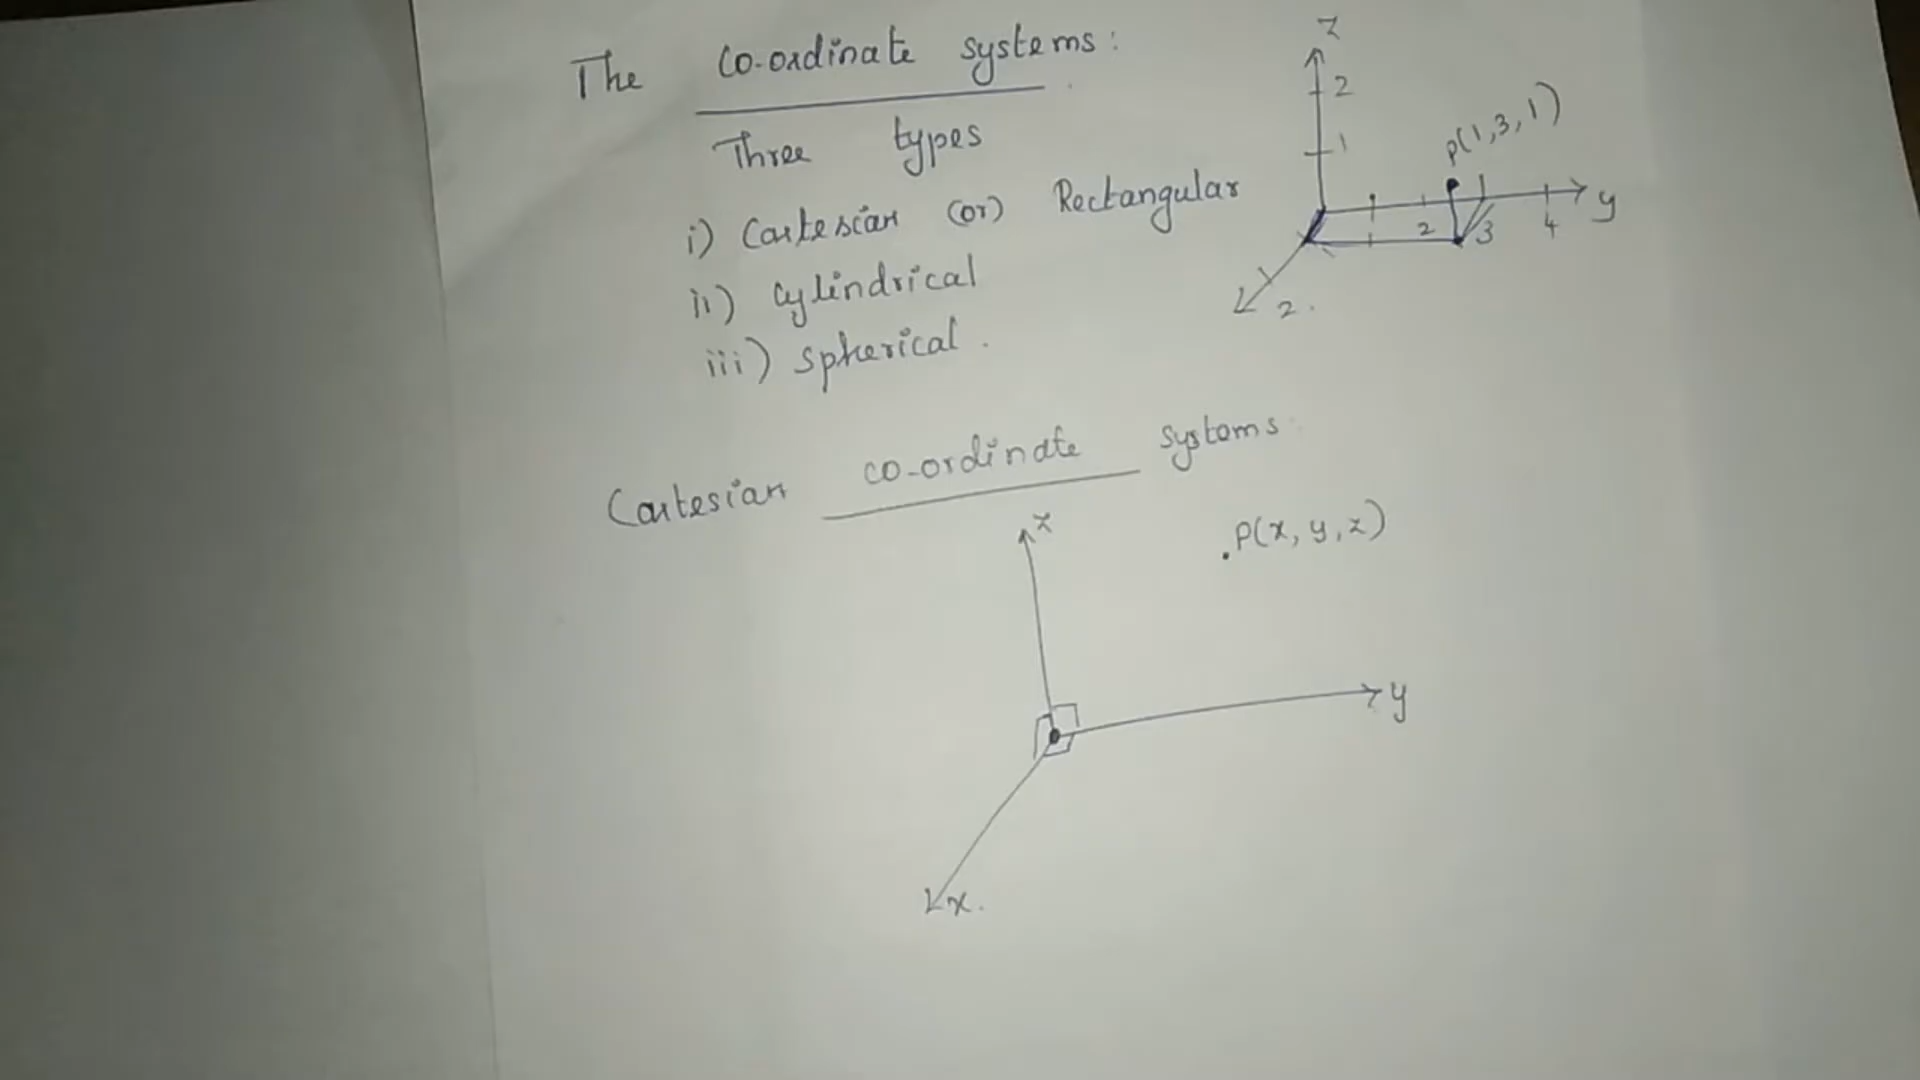 The co-ordinate systems:
Three types
i) Cartesian (or) Rectangular
ii) cylindrical
iii) spherical.
z
2
1
P(1,3,1)
2 3 4 y
2.
Cartesian co-ordinate systems:
z
.P(x, y, z)
y
x.